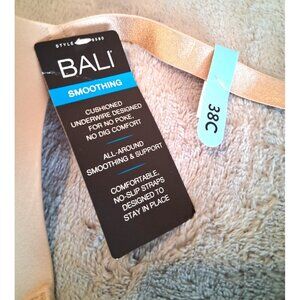 STYLE
BALI
SMOOTHING
CUSHIONED
UNDERWIRE DESIGNED
FOR NO POKE,
NO DIG COMFORT
ALL-AROUND
SMOOTHING & SUPPORT
COMFORTABLE,
NO-SLIP STRAPS
DESIGNED TO
STAY IN PLACE
38C